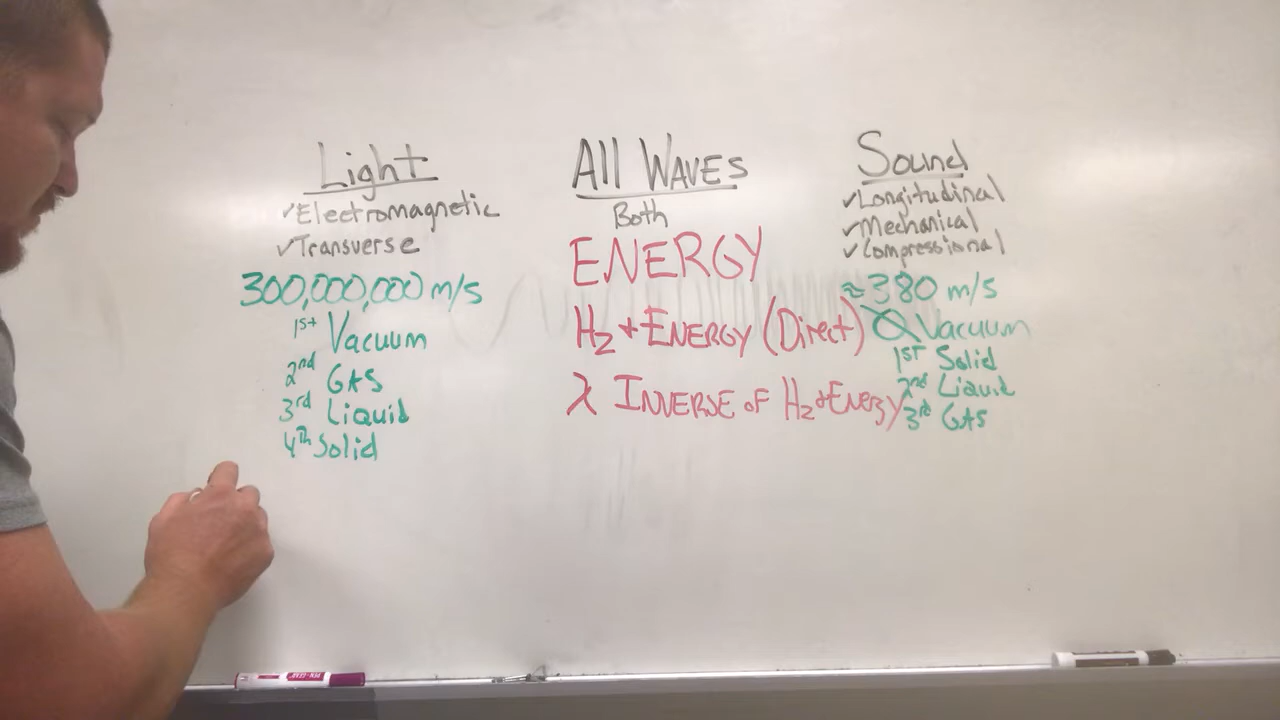 Light
✓Electromagnetic
✓Transverse
300,000,000 m/s
1st Vacuum
2nd GAS
3rd Liquid
4th Solid
All WAVES
Both
ENERGY
HZ + ENERGY (Direct)
λ INVERSE OF HZ + ENERGY
Sound
✓Longitudinal
✓Mechanical
✓Compressional
≈380 m/s
Vacuum
1ST Solid
2nd Liquid
3rd GAS